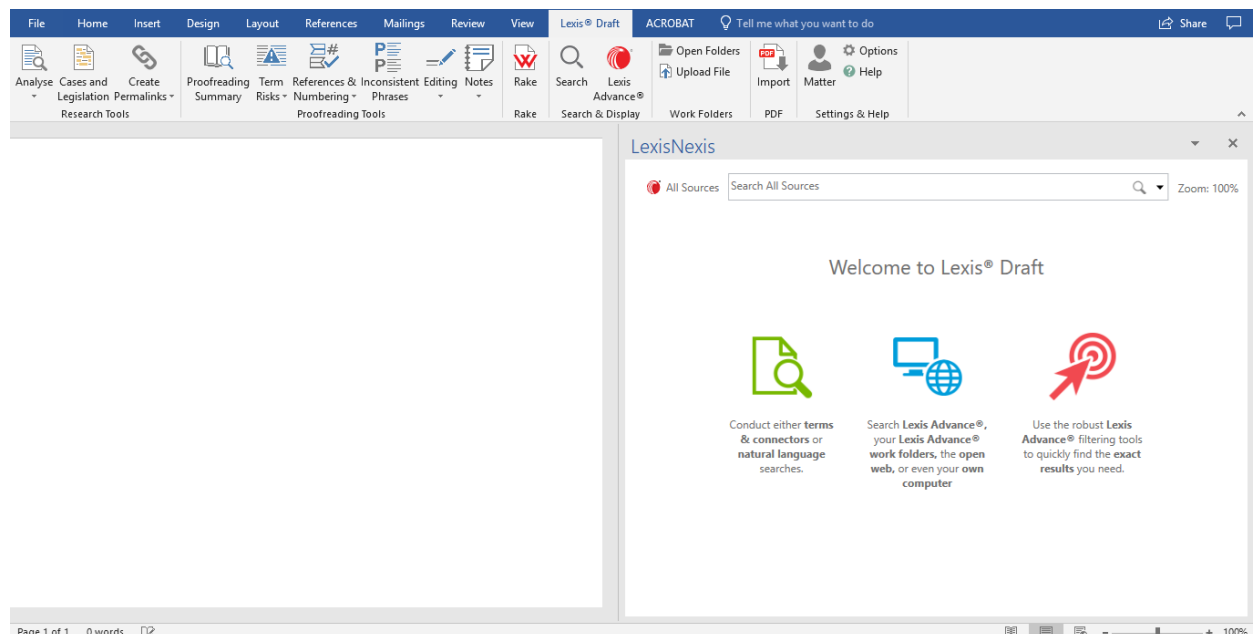 File Home Insert Design Layout References Mailings Review View Lexis® Draft ACROBAT Tell me what you want to do Share
Analyse Cases and Legislation Create Permalinks
Research Tools
Proofreading Summary Term Risks References & Numbering Inconsistent Phrases Editing Notes
Proofreading Tools
Rake
Rake
Search Lexis Advance®
Search & Display
Open Folders
Upload File
Work Folders
Import
PDF
Matter Options
Help
Settings & Help
LexisNexis
All Sources Search All Sources Zoom: 100%
Welcome to Lexis® Draft
Conduct either terms
& connectors or
natural language
searches.
Search Lexis Advance®,
your Lexis Advance®
work folders, the open
web, or even your own
computer
Use the robust Lexis
Advance® filtering tools
to quickly find the exact
results you need.
Page 1 of 1 0 words 100%